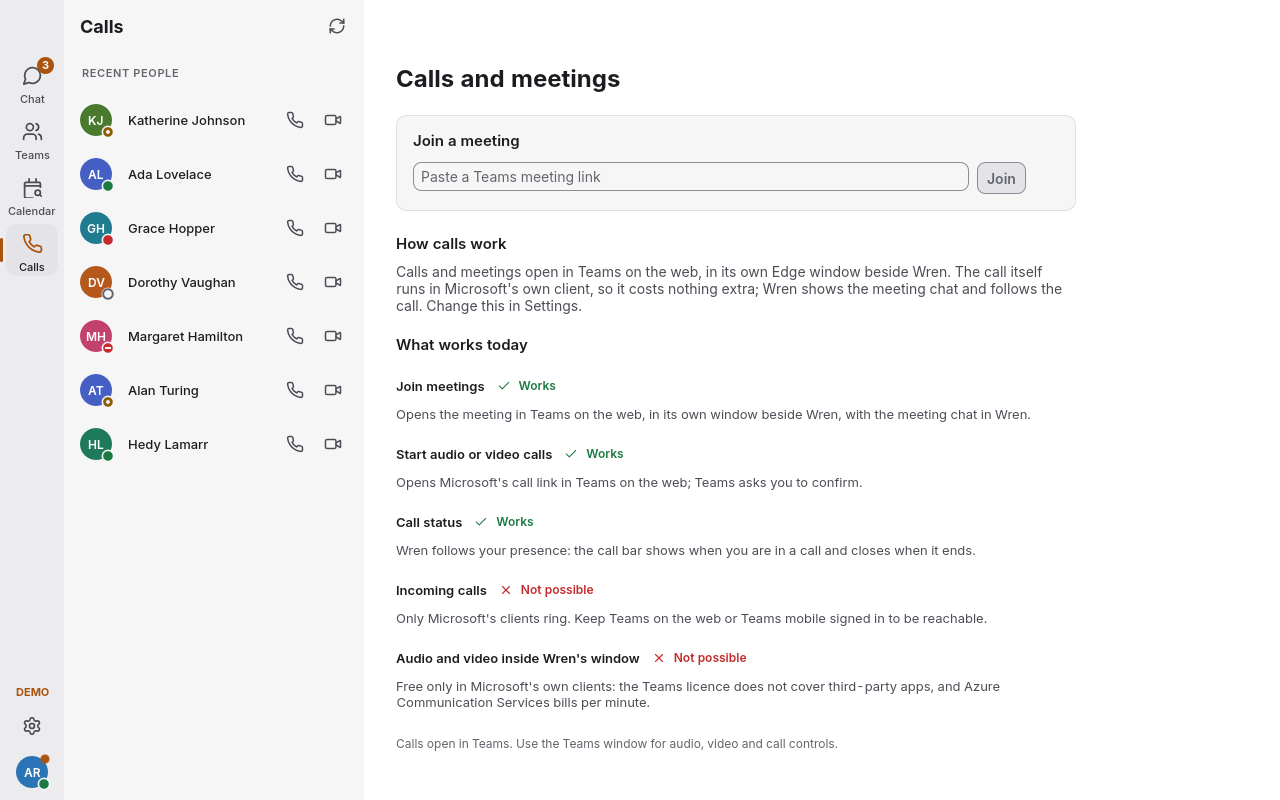 3
Chat
Teams
Calendar
Calls
DEMO
AR
Calls
RECENT PEOPLE
KJ Katherine Johnson
AL Ada Lovelace
GH Grace Hopper
DV Dorothy Vaughan
MH Margaret Hamilton
AT Alan Turing
HL Hedy Lamarr
Calls and meetings
Join a meeting
Paste a Teams meeting link Join
How calls work
Calls and meetings open in Teams on the web, in its own Edge window beside Wren. The call itself
runs in Microsoft's own client, so it costs nothing extra; Wren shows the meeting chat and follows the
call. Change this in Settings.
What works today
Join meetings Works
Opens the meeting in Teams on the web, in its own window beside Wren, with the meeting chat in Wren.
Start audio or video calls Works
Opens Microsoft's call link in Teams on the web; Teams asks you to confirm.
Call status Works
Wren follows your presence: the call bar shows when you are in a call and closes when it ends.
Incoming calls Not possible
Only Microsoft's clients ring. Keep Teams on the web or Teams mobile signed in to be reachable.
Audio and video inside Wren's window Not possible
Free only in Microsoft's own clients: the Teams licence does not cover third-party apps, and Azure
Communication Services bills per minute.
Calls open in Teams. Use the Teams window for audio, video and call controls.